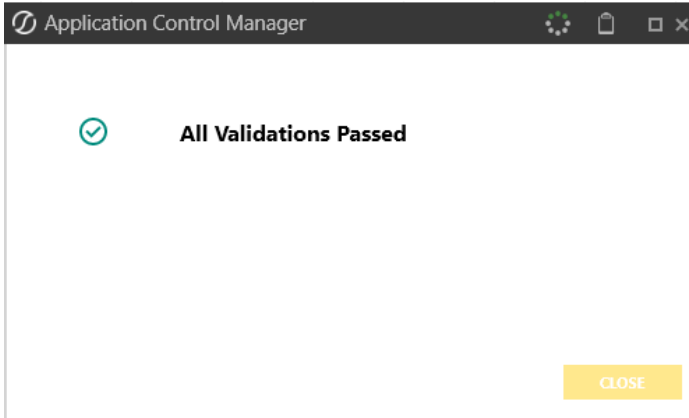 Application Control Manager
All Validations Passed
CLOSE